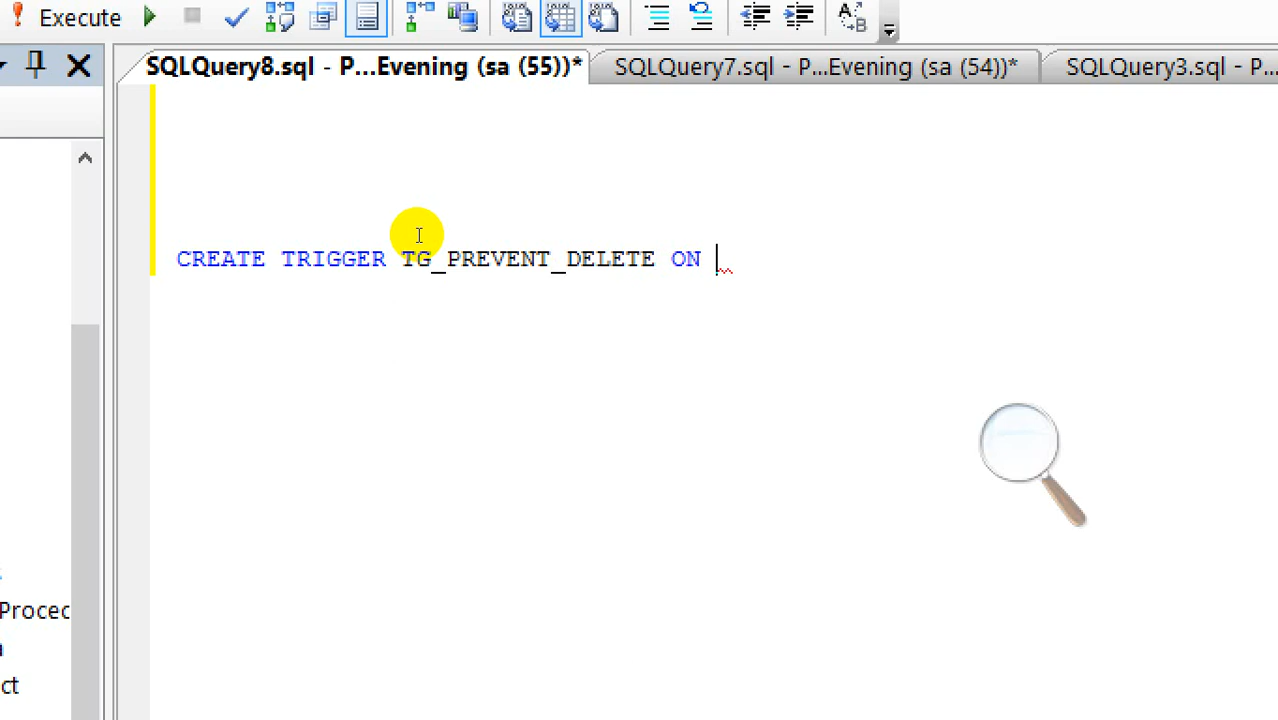 Execute
SQLQuery8.sql - P...Evening (sa (55))*
SQLQuery7.sql - P...Evening (sa (54))*
SQLQuery3.sql - P...
CREATE TRIGGER TG_PREVENT_DELETE ON
Proced
ct